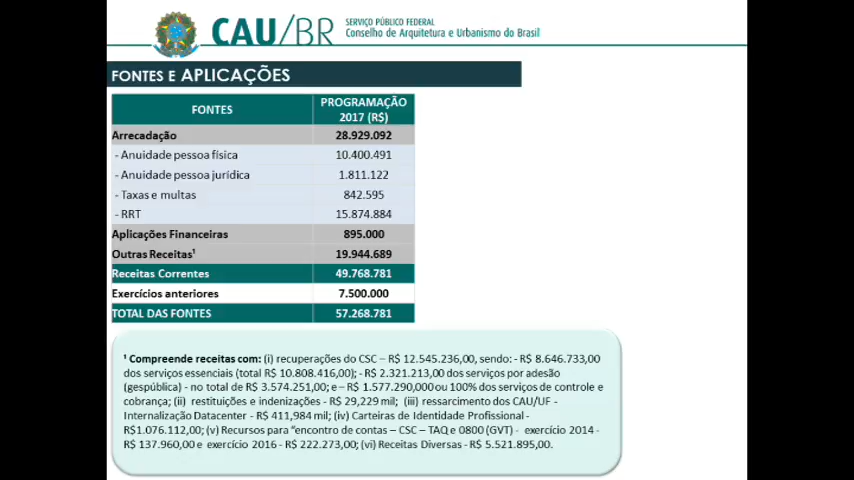 CAU/BR
SERVIÇO PÚBLICO FEDERAL
Conselho de Arquitetura e Urbanismo do Brasil
FONTES E APLICAÇÕES
FONTES PROGRAMAÇÃO 2017 (R$)
Arrecadação 28.929.092
- Anuidade pessoa física 10.400.491
- Anuidade pessoa jurídica 1.811.122
- Taxas e multas 842.595
- RRT 15.874.884
Aplicações Financeiras 895.000
Outras Receitas¹ 19.944.689
Receitas Correntes 49.768.781
Exercícios anteriores 7.500.000
TOTAL DAS FONTES 57.268.781
¹ Compreende receitas com: (i) recuperações do CSC – R$ 12.545.236,00, sendo: - R$ 8.646.733,00
dos serviços essenciais (total R$ 10.808.416,00); - R$ 2.321.213,00 dos serviços por adesão
(gespública) - no total de R$ 3.574.251,00; e – R$ 1.577.290,000u 100% dos serviços de controle e
cobrança; (ii) restituições e indenizações - R$ 29,229 mil; (iii) ressarcimento dos CAU/UF -
Internalização Datacenter - R$ 411,984 mil; (iv) Carteiras de Identidade Profissional -
R$1.076.112,00; (v) Recursos para "encontro de contas – CSC – TAQ e 0800 (GVT) - exercício 2014 -
R$ 137.960,00 e exercício 2016 - R$ 222.273,00; (vi) Receitas Diversas - R$ 5.521.895,00.